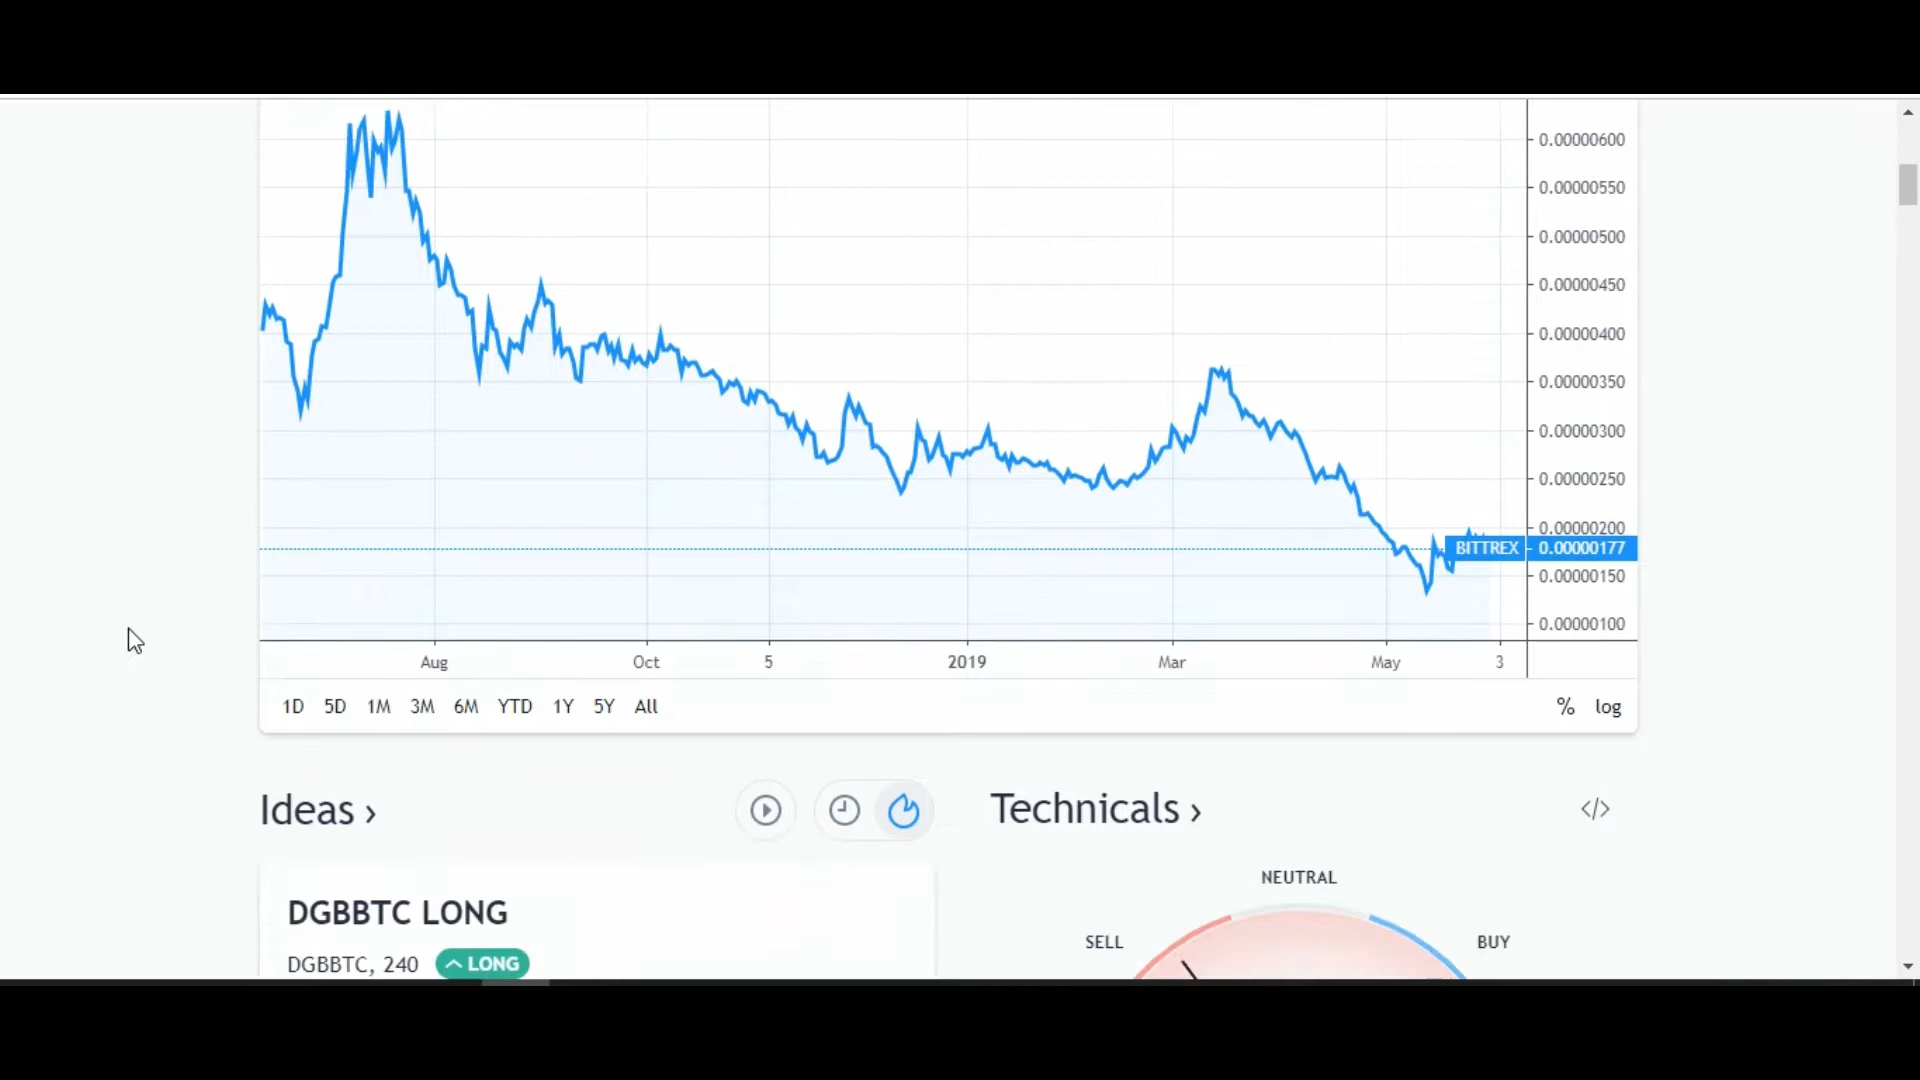 0.00000600
0.00000550
0.00000500
0.00000450
0.00000400
0.00000350
0.00000300
0.00000250
0.00000200
BITTREX 0.00000177
0.00000150
0.00000100
Aug Oct 5 2019 Mar May 3
1D 5D 1M 3M 6M YTD 1Y 5Y All % log
Ideas ›
Technicals › </>
NEUTRAL
SELL BUY
DGBBTC LONG
DGBBTC, 240 LONG